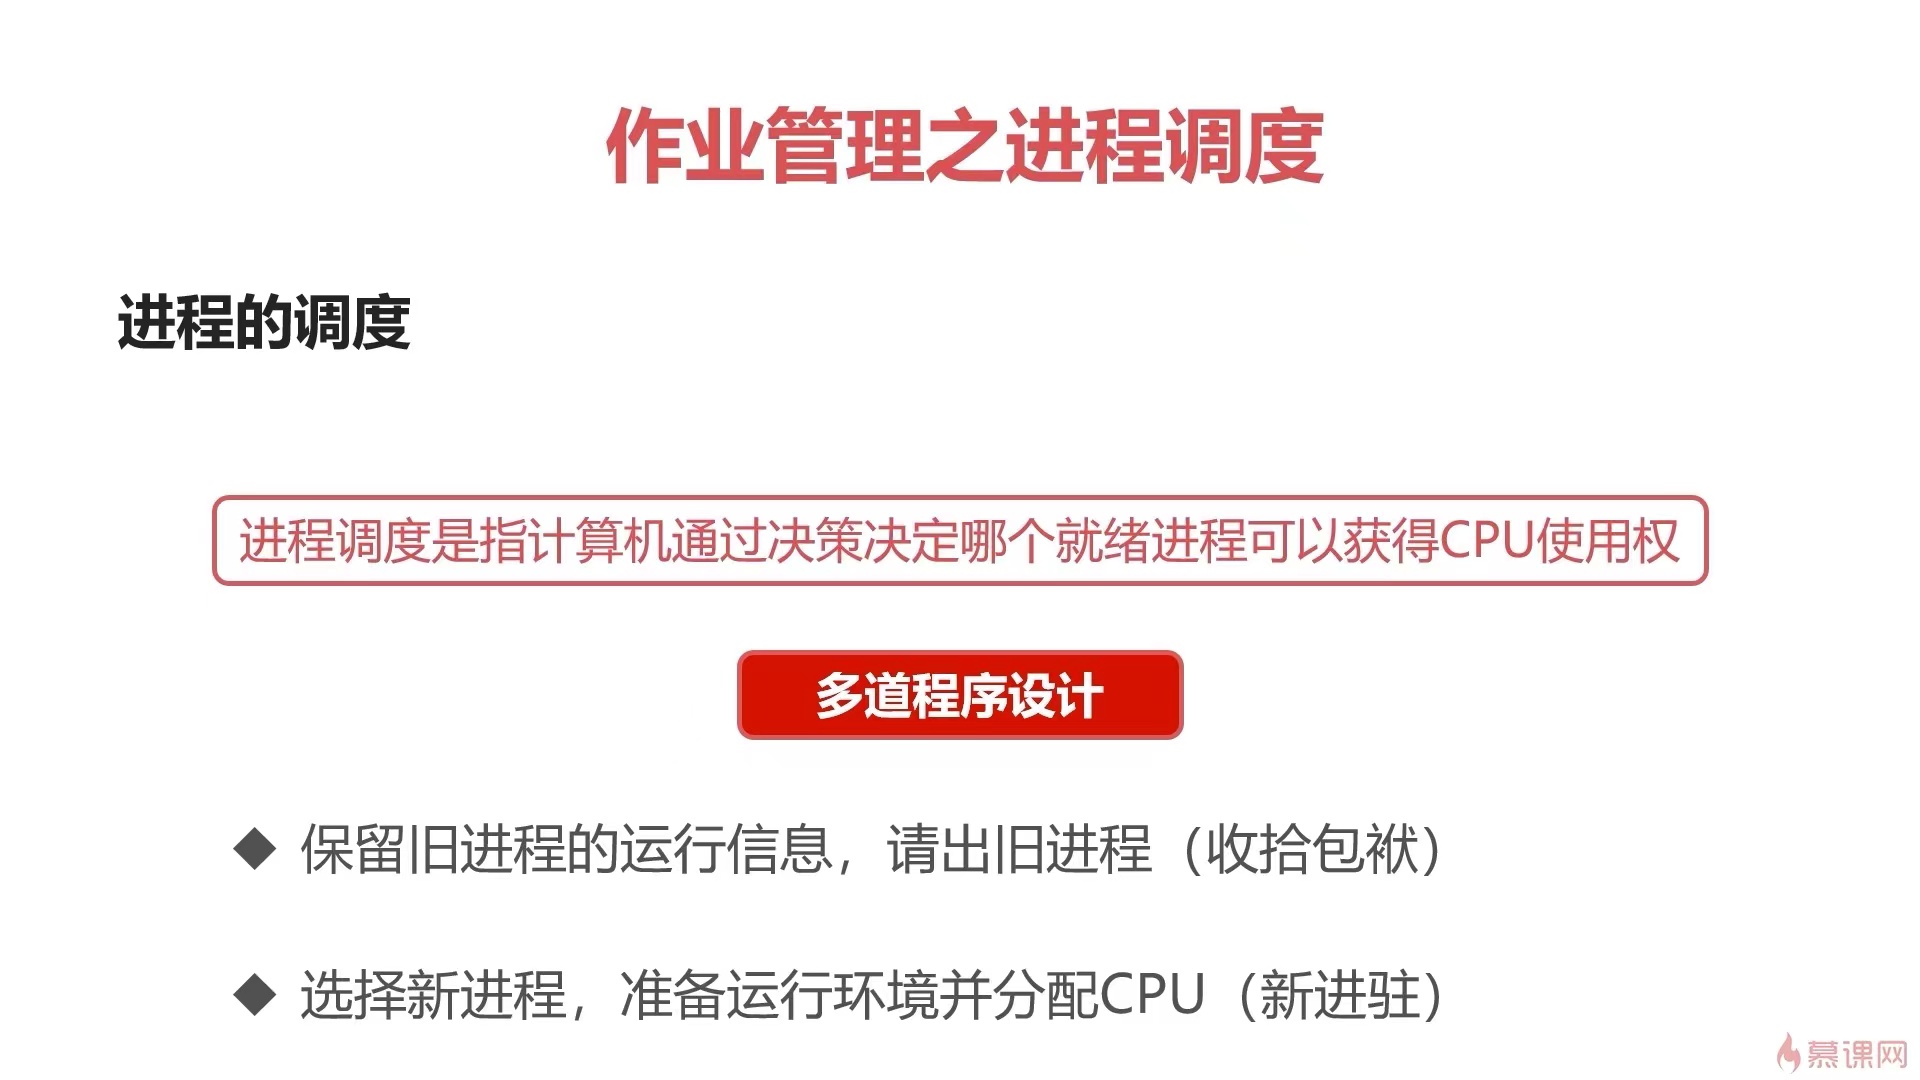 作业管理之进程调度
进程的调度
进程调度是指计算机通过决策决定哪个就绪进程可以获得CPU使用权
多道程序设计
◆ 保留旧进程的运行信息，请出旧进程（收拾包袱）
◆ 选择新进程，准备运行环境并分配CPU（新进驻）
慕课网